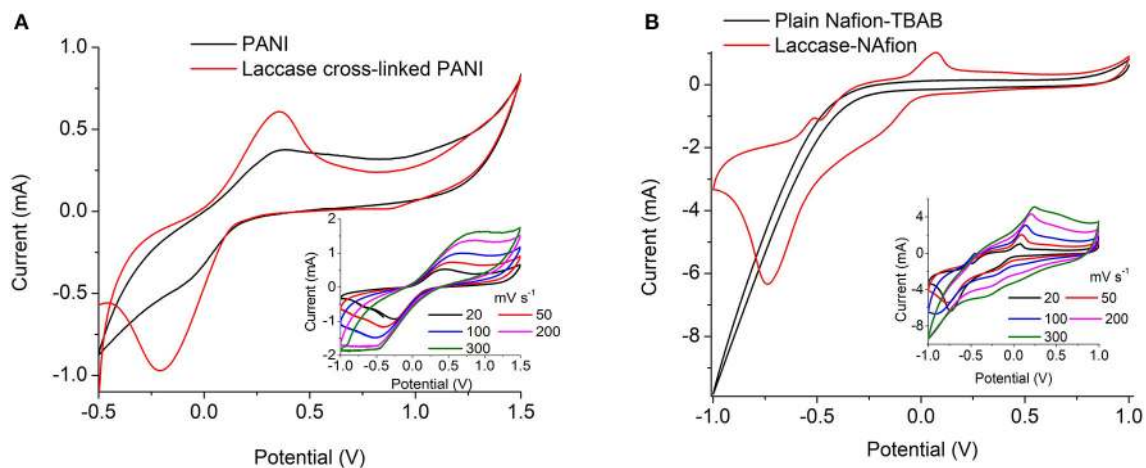 A
PANI
Laccase cross-linked PANI
1.0
0.5
0.0
-0.5
-1.0
Current (mA)
-0.5 0.0 0.5 1.0 1.5
Potential (V)
2
1
0
-1
-2
Current (mA)
mV s⁻¹
20 50
100 200
300
-1.0 -0.5 0.0 0.5 1.0 1.5
Potential (V)
B
Plain Nafion-TBAB
Laccase-NAfion
0
-2
-4
-6
-8
Current (mA)
-1.0 -0.5 0.0 0.5 1.0
Potential (V)
4
0
-4
-8
Current (mA)
mV s⁻¹
20 50
100 200
300
-1.0 -0.5 0.0 0.5 1.0
Potential (V)